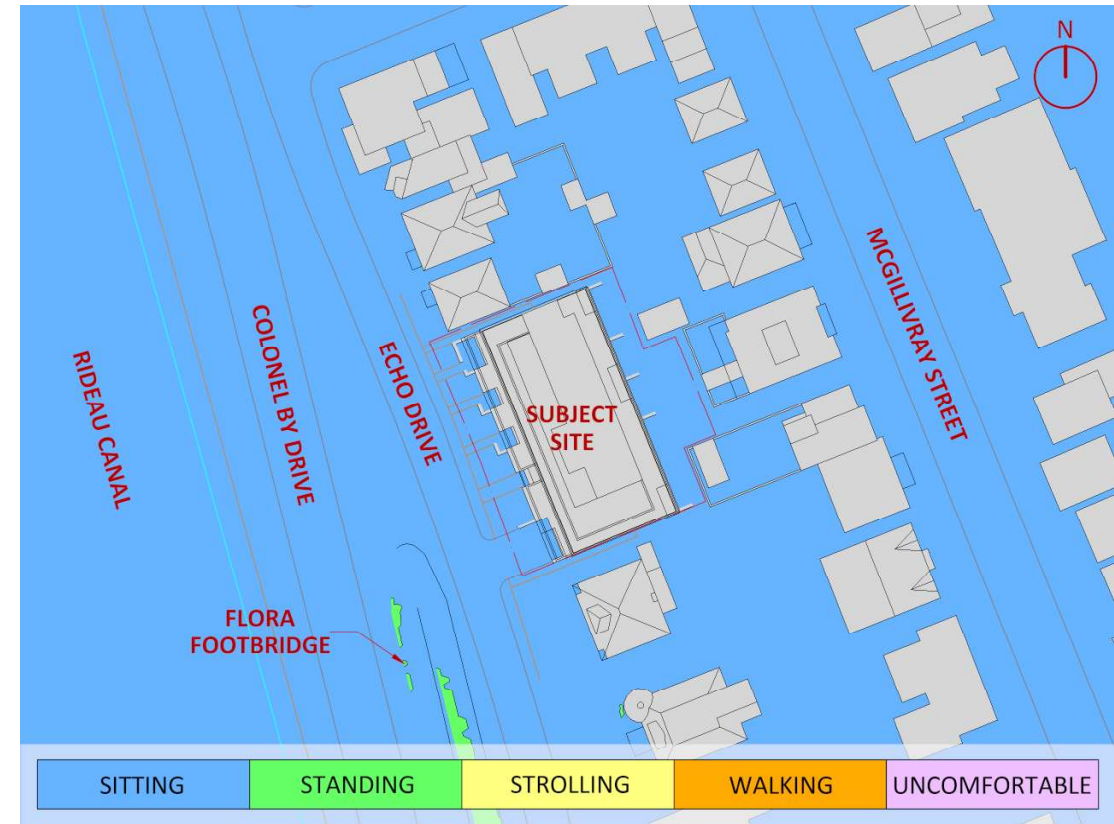 N
MCGILLIVRAY STREET
RIDEAU CANAL
COLONEL BY DRIVE
ECHO DRIVE
SUBJECT
SITE
FLORA
FOOTBRIDGE
SITTING
STANDING
STROLLING
WALKING
UNCOMFORTABLE